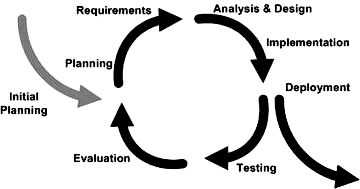 Requirements
Analysis & Design
Implementation
Planning
Deployment
Initial
Planning
Evaluation
Testing